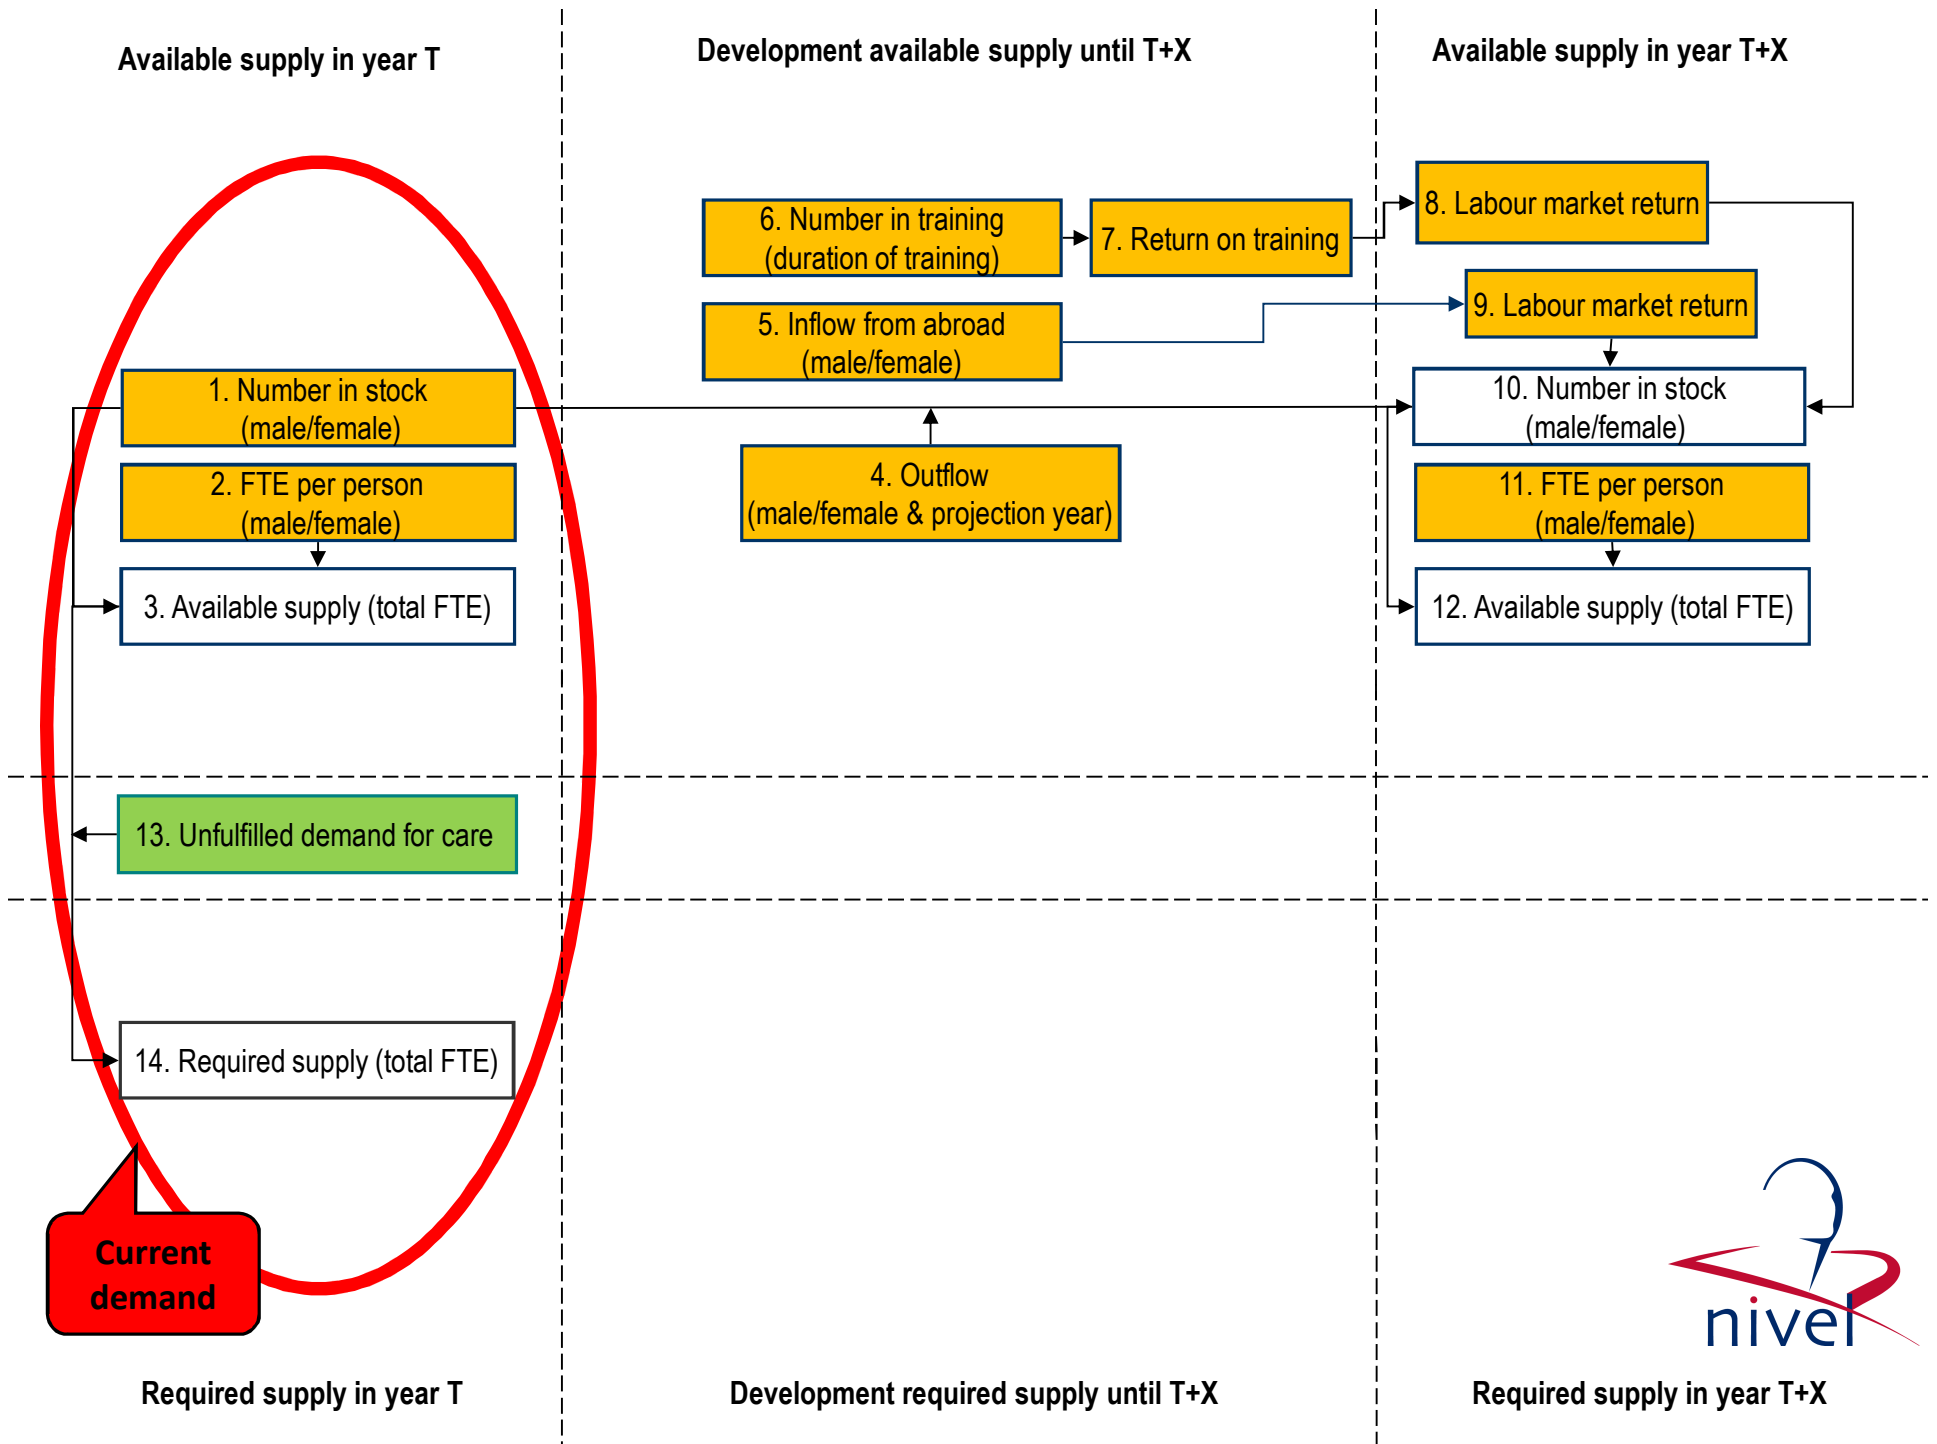 Available supply in year T
Development available supply until T+X
Available supply in year T+X
6. Number in training
(duration of training)
7. Return on training
8. Labour market return
5. Inflow from abroad
(male/female)
9. Labour market return
1. Number in stock
(male/female)
10. Number in stock
(male/female)
2. FTE per person
(male/female)
4. Outflow
(male/female & projection year)
11. FTE per person
(male/female)
3. Available supply (total FTE)
12. Available supply (total FTE)
13. Unfulfilled demand for care
14. Required supply (total FTE)
Current
demand
nivel
Required supply in year T
Development required supply until T+X
Required supply in year T+X